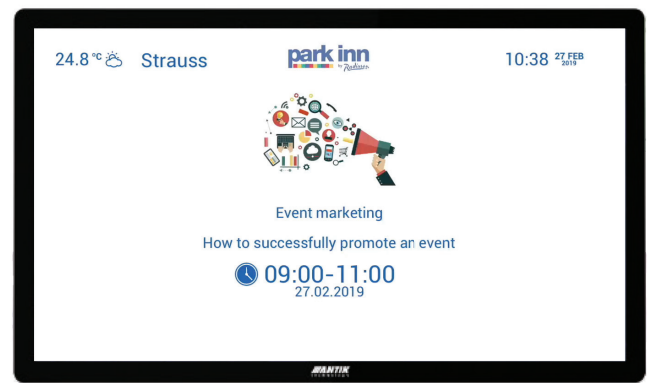 24.8 °C Strauss
park inn
by Radisson
10:38 27 FEB
2019
Event marketing
How to successfully promote an event
09:00-11:00
27.02.2019
ANTIK
technology